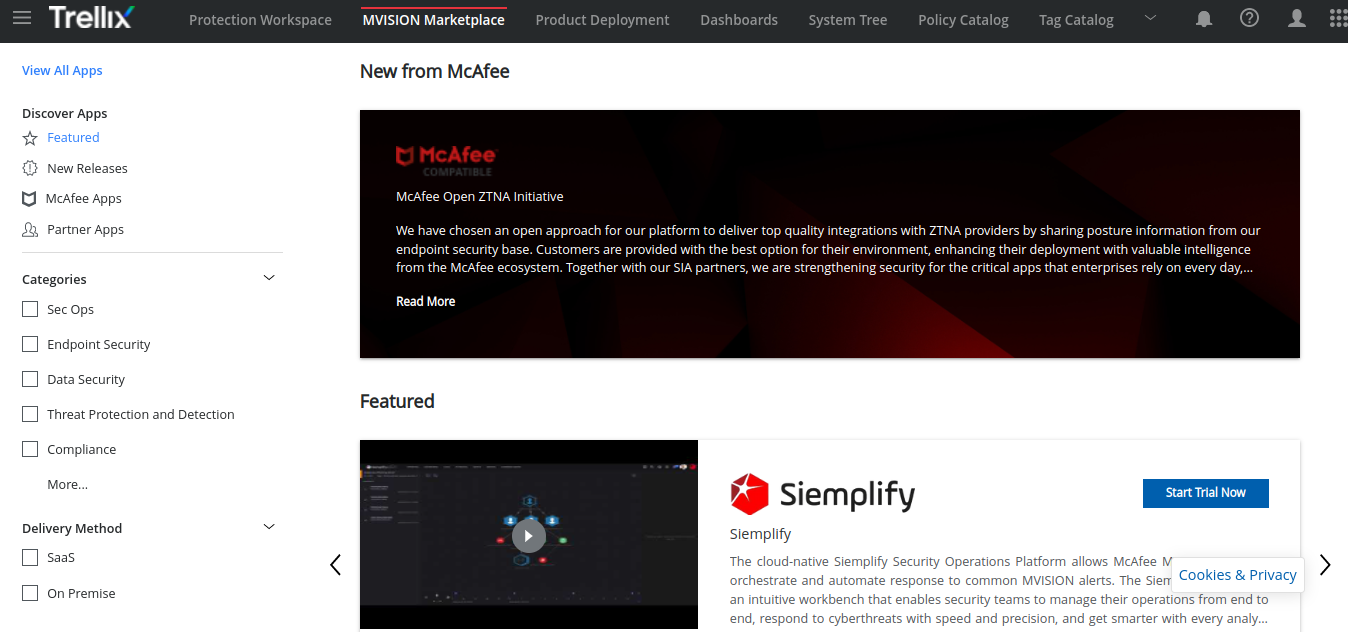 Trellix
Protection Workspace
MVISION Marketplace
Product Deployment
Dashboards
System Tree
Policy Catalog
Tag Catalog
View All Apps
Discover Apps
Featured
New Releases
McAfee Apps
Partner Apps
Categories
Sec Ops
Endpoint Security
Data Security
Threat Protection and Detection
Compliance
More...
Delivery Method
SaaS
On Premise
New from McAfee
McAfee
COMPATIBLE
McAfee Open ZTNA Initiative
We have chosen an open approach for our platform to deliver top quality integrations with ZTNA providers by sharing posture information from our
endpoint security base. Customers are provided with the best option for their environment, enhancing their deployment with valuable intelligence
from the McAfee ecosystem. Together with our SIA partners, we are strengthening security for the critical apps that enterprises rely on every day,...
Read More
Featured
Siemplify
Start Trial Now
Siemplify
The cloud-native Siemplify Security Operations Platform allows McAfee
orchestrate and automate response to common MVISION alerts. The
an intuitive workbench that enables security teams to manage their operations from end to
end, respond to cyberthreats with speed and precision, and get smarter with every analy...
Cookies & Privacy